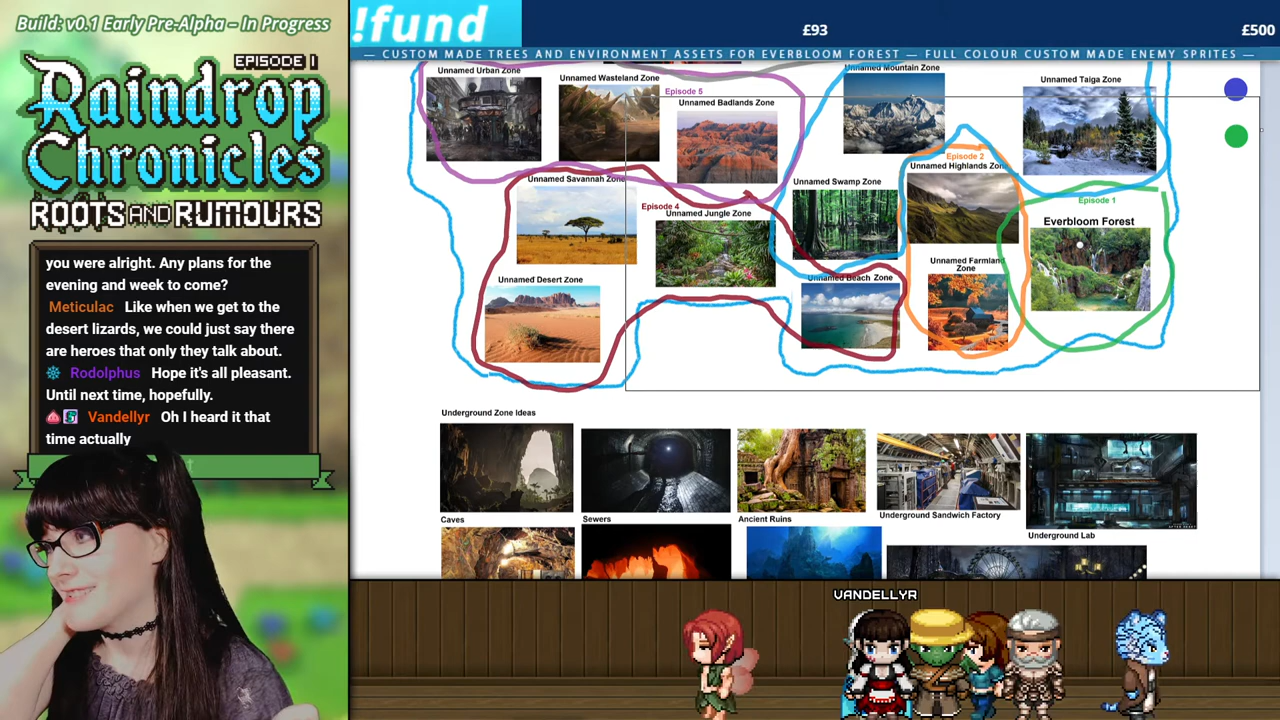 Build: v0.1 Early Pre-Alpha – In Progress
EPISODE I
Raindrop
Chronicles
ROOTS AND RUMOURS
you were alright. Any plans for the
evening and week to come?
Meticulac Like when we get to the
desert lizards, we could just say there
are heroes that only they talk about.
Rodolphus Hope it's all pleasant.
Until next time, hopefully.
Vandellyr Oh I heard it that
time actually
!fund
£93
£500
— CUSTOM MADE TREES AND ENVIRONMENT ASSETS FOR EVERBLOOM FOREST — FULL COLOUR CUSTOM MADE ENEMY SPRITES —
Unnamed Urban Zone
Unnamed Wasteland Zone
Episode 5
Unnamed Badlands Zone
Unnamed Mountain Zone
Unnamed Taiga Zone
Unnamed Savannah Zone
Episode 4
Unnamed Jungle Zone
Unnamed Swamp Zone
Episode 2
Unnamed Highlands Zone
Episode 1
Everbloom Forest
Unnamed Desert Zone
Unnamed Beach Zone
Unnamed Farmland
Zone
Underground Zone Ideas
Caves
Sewers
Ancient Ruins
Underground Sandwich Factory
Underground Lab
VANDELLYR